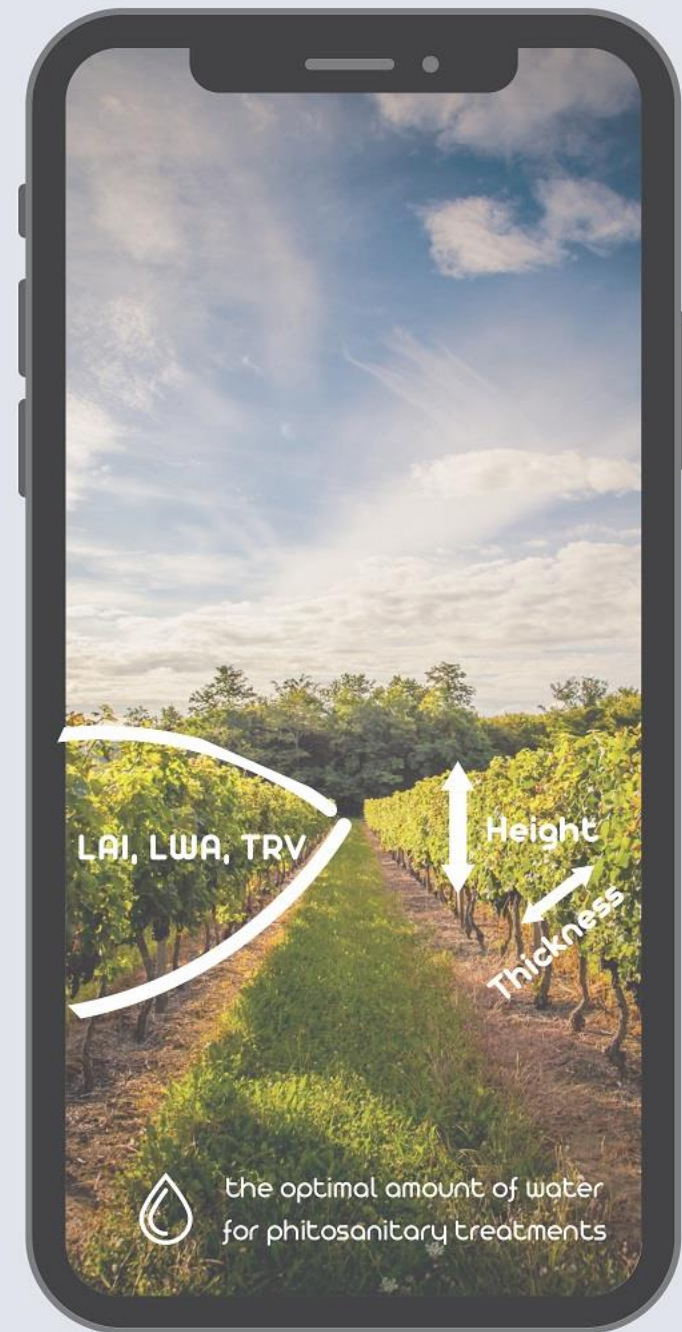 LAI, LWA, TRV
Height
Thickness
the optimal amount of water
for phitosanitary treatments